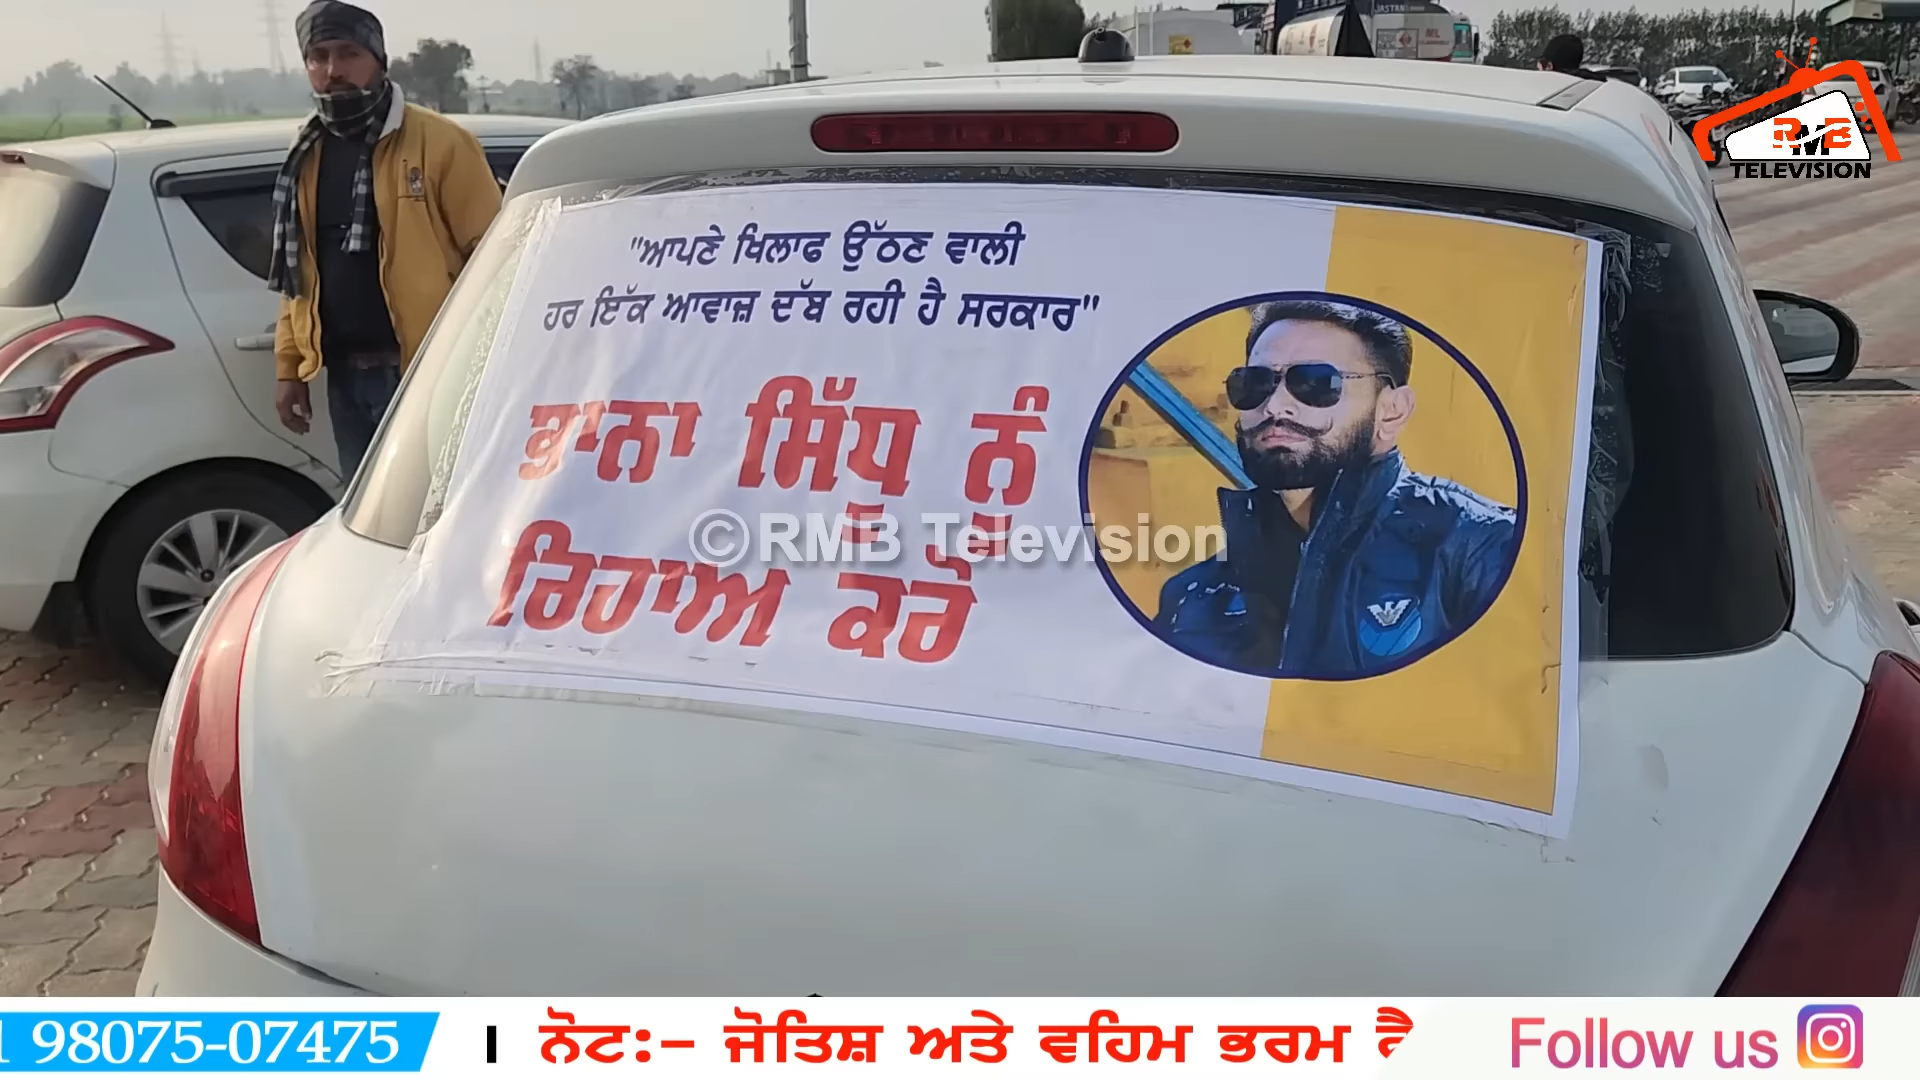 "ਆਪਣੇ ਖਿਲਾਫ ਉੱਠਣ ਵਾਲੀ
ਹਰ ਇੱਕ ਆਵਾਜ਼ ਦੱਬ ਰਹੀ ਹੈ ਸਰਕਾਰ"
ਭਾਨਾ ਸਿੱਧੂ ਨੂੰ
ਰਿਹਾਅ ਕਰੋ
©RMB Television
RMB
TELEVISION
98075-07475 । ਨੋਟ:- ਜੋਤਿਸ਼ ਅਤੇ ਵਹਿਮ ਭਰਮ
Follow us